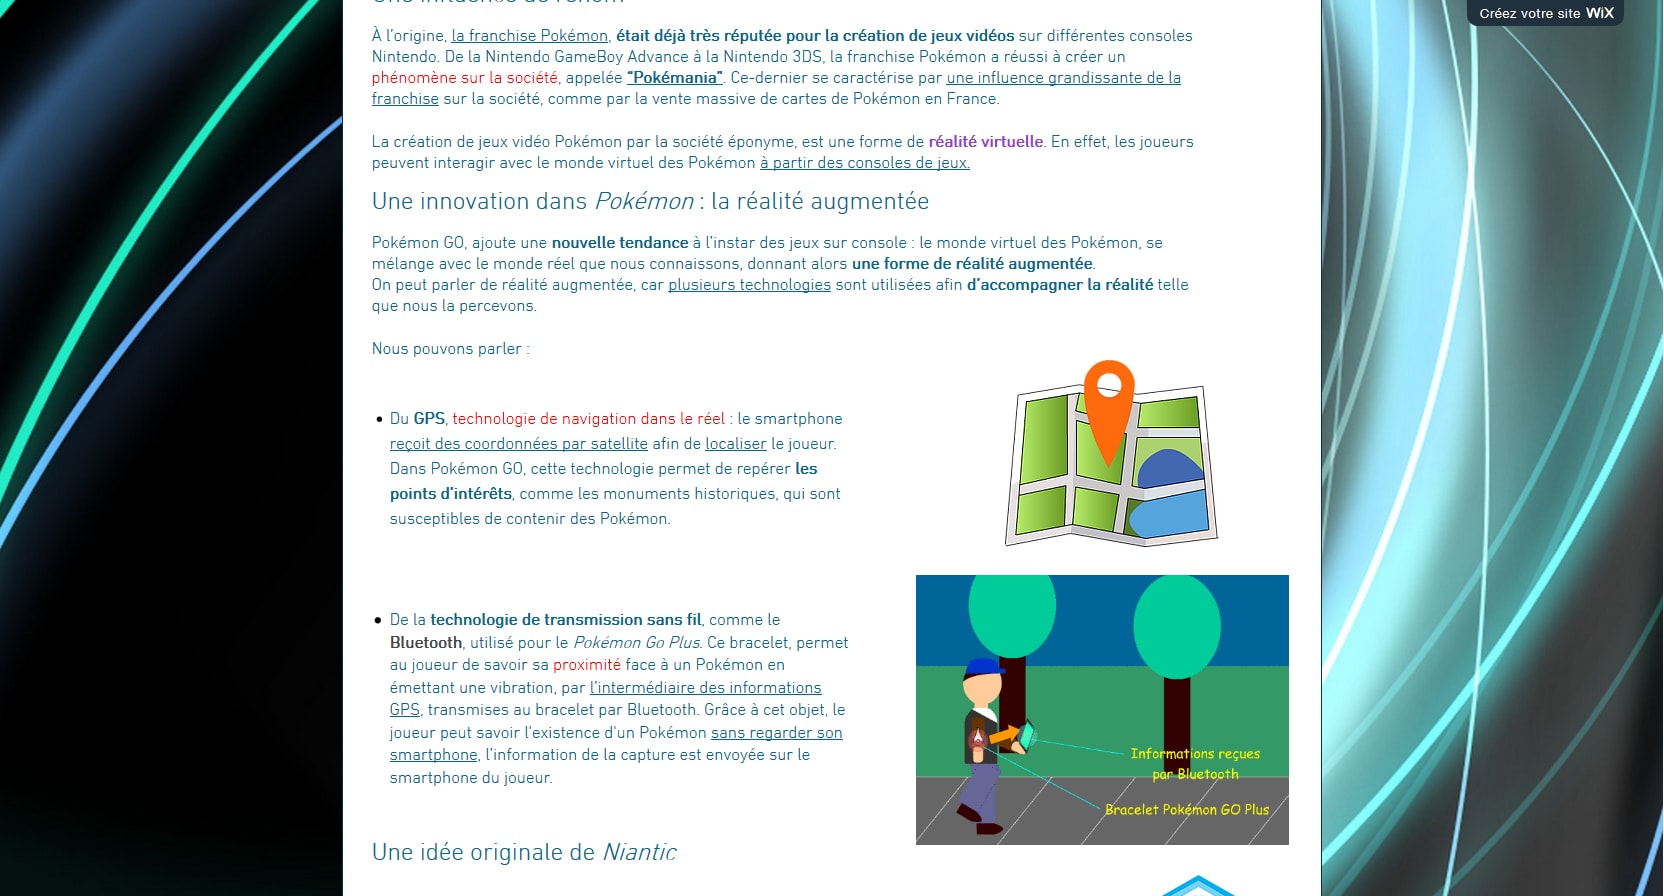 Créez votre site WiX
À l'origine, la franchise Pokémon, était déjà très réputée pour la création de jeux vidéos sur différentes consoles
Nintendo. De la Nintendo GameBoy Advance à la Nintendo 3DS, la franchise Pokémon a réussi à créer un
phénomène sur la société, appelée “Pokémania”. Ce-dernier se caractérise par une influence grandissante de la
franchise sur la société, comme par la vente massive de cartes de Pokémon en France.
La création de jeux vidéo Pokémon par la société éponyme, est une forme de réalité virtuelle. En effet, les joueurs
peuvent interagir avec le monde virtuel des Pokémon à partir des consoles de jeux.
Une innovation dans Pokémon : la réalité augmentée
Pokémon GO, ajoute une nouvelle tendance à l'instar des jeux sur console : le monde virtuel des Pokémon, se
mélange avec le monde réel que nous connaissons, donnant alors une forme de réalité augmentée.
On peut parler de réalité augmentée, car plusieurs technologies sont utilisées afin d'accompagner la réalité telle
que nous la percevons.
Nous pouvons parler :
• Du GPS, technologie de navigation dans le réel : le smartphone
reçoit des coordonnées par satellite afin de localiser le joueur.
Dans Pokémon GO, cette technologie permet de repérer les
points d'intérêts, comme les monuments historiques, qui sont
susceptibles de contenir des Pokémon.
• De la technologie de transmission sans fil, comme le
Bluetooth, utilisé pour le Pokémon Go Plus. Ce bracelet, permet
au joueur de savoir sa proximité face à un Pokémon en
émettant une vibration, par l'intermédiaire des informations
GPS, transmises au bracelet par Bluetooth. Grâce à cet objet, le
joueur peut savoir l'existence d'un Pokémon sans regarder son
smartphone, l'information de la capture est envoyée sur le
smartphone du joueur.
Informations reçues
par Bluetooth
Bracelet Pokémon GO Plus
Une idée originale de Niantic